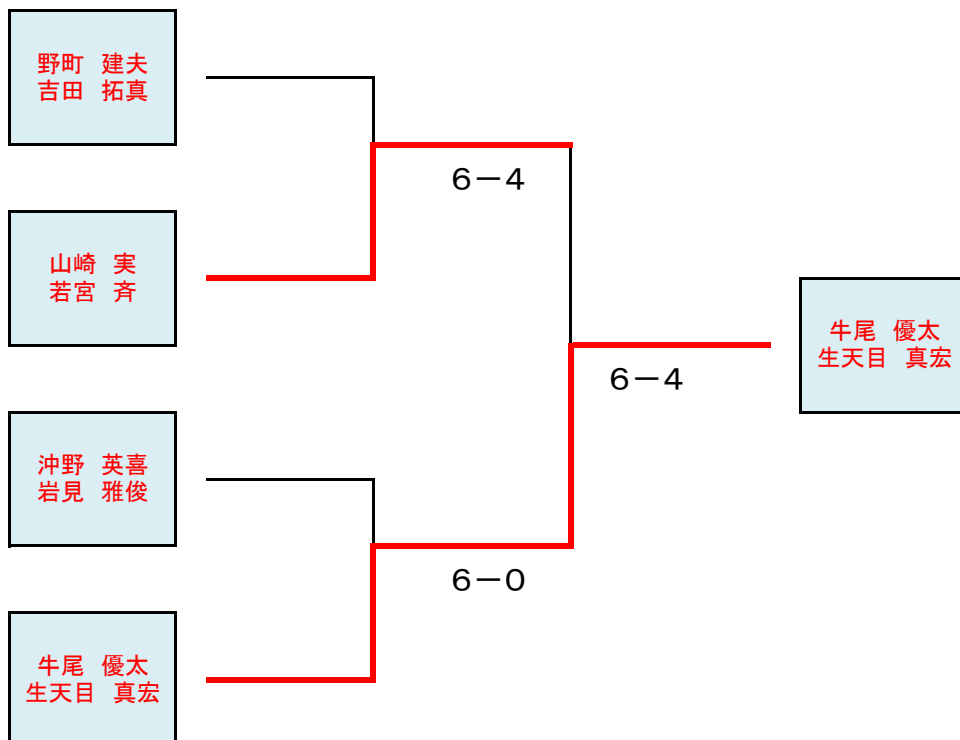 野町　建夫
吉田　拓真
6－4
山崎　実
若宮　斉
牛尾　優太
生天目　真宏
6－4
沖野　英喜
岩見　雅俊
6－0
牛尾　優太
生天目　真宏